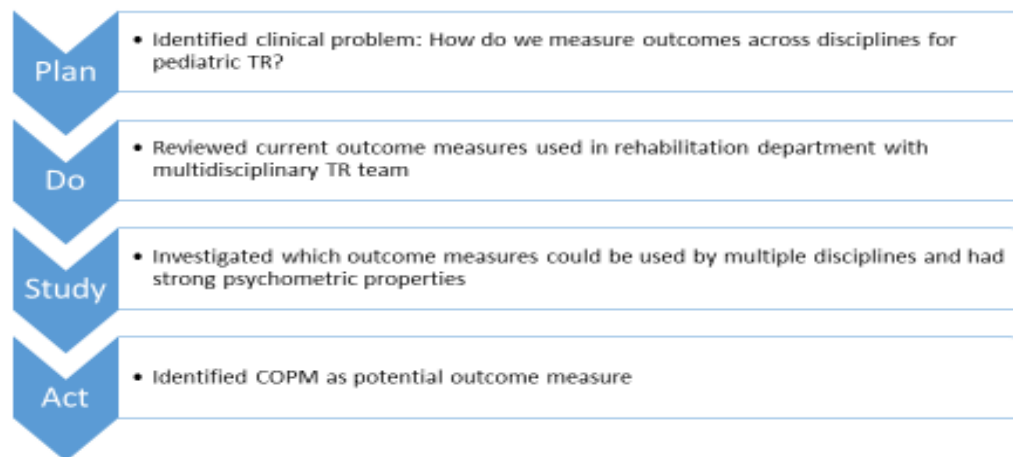 Plan
• Identified clinical problem: How do we measure outcomes across disciplines for
pediatric TR?
Do
• Reviewed current outcome measures used in rehabilitation department with
multidisciplinary TR team
Study
• Investigated which outcome measures could be used by multiple disciplines and had
strong psychometric properties
Act
• Identified COPM as potential outcome measure